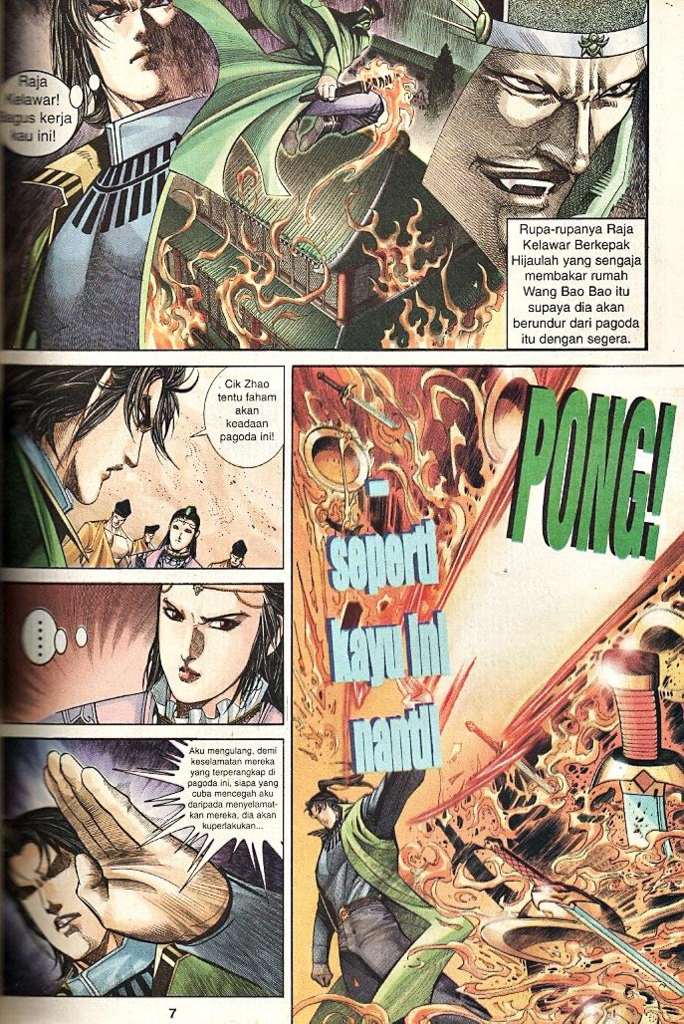 Raja
Kelawar!
Bagus kerja
kau ini!
Rupa-rupanya Raja
Kelawar Berkepak
Hijaulah yang sengaja
membakar rumah
Wang Bao Bao itu
supaya dia akan
berundur dari pagoda
itu dengan segera.
Cik Zhao
tentu faham
akan
keadaan
pagoda ini!
......
Aku mengulang, demi
keselamatan mereka
yang terperangkap di
pagoda ini, siapa yang
cuba mencegah aku
daripada menyelamat-
kan mereka, dia akan
kuperlakukan...
PONG!
seperti
kayu ini
nanti!
7